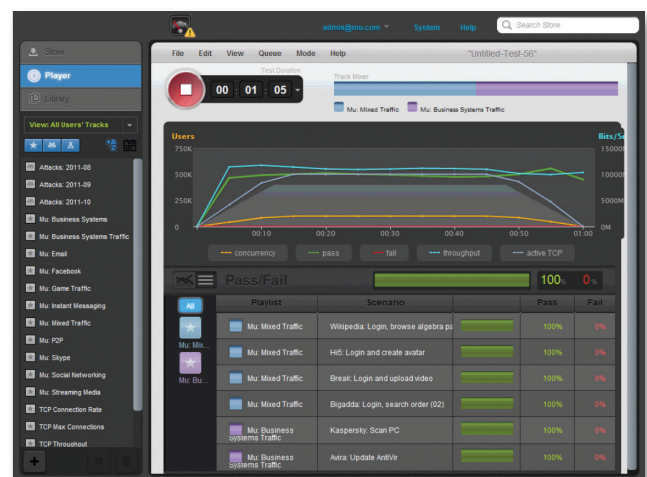 admin@mu.com System Help Search Store
Store
Player
Library
View: All Users' Tracks
Attacks: 2011-08
Attacks: 2011-09
Attacks: 2011-10
Mu: Business Systems
Mu: Business Systems Traffic
Mu: Email
Mu: Facebook
Mu: Game Traffic
Mu: Instant Messaging
Mu: Mixed Traffic
Mu: P2P
Mu: Skype
Mu: Social Networking
Mu: Streaming Media
TCP Connection Rate
TCP Max Connections
TCP Throughput
File Edit View Queue Mode Help "Untitled-Test-56"
Test Duration
00 01 05
Track Mixer
Mu: Mixed Traffic Mu: Business Systems Traffic
Users Bits/Se
750K 15000M
500K 10000M
250K 5000M
0 0M
00:10 00:20 00:30 00:40 00:50 01:00
concurrency pass fail throughput active TCP
Pass/Fail 100% 0%
All
Mu: Mix...
Mu: Bu...
Playlist Scenario Pass Fail
Mu: Mixed Traffic Wikipedia: Login, browse algebra pa 100% 0%
Mu: Mixed Traffic Hi5: Login and create avatar 100% 0%
Mu: Mixed Traffic Break: Login and upload video 100% 0%
Mu: Mixed Traffic Bigadda: Login, search order (02) 100% 0%
Mu: Business
Systems Traffic Kaspersky: Scan PC 100% 0%
Mu: Business
Systems Traffic Avira: Update AntiVir 100% 0%